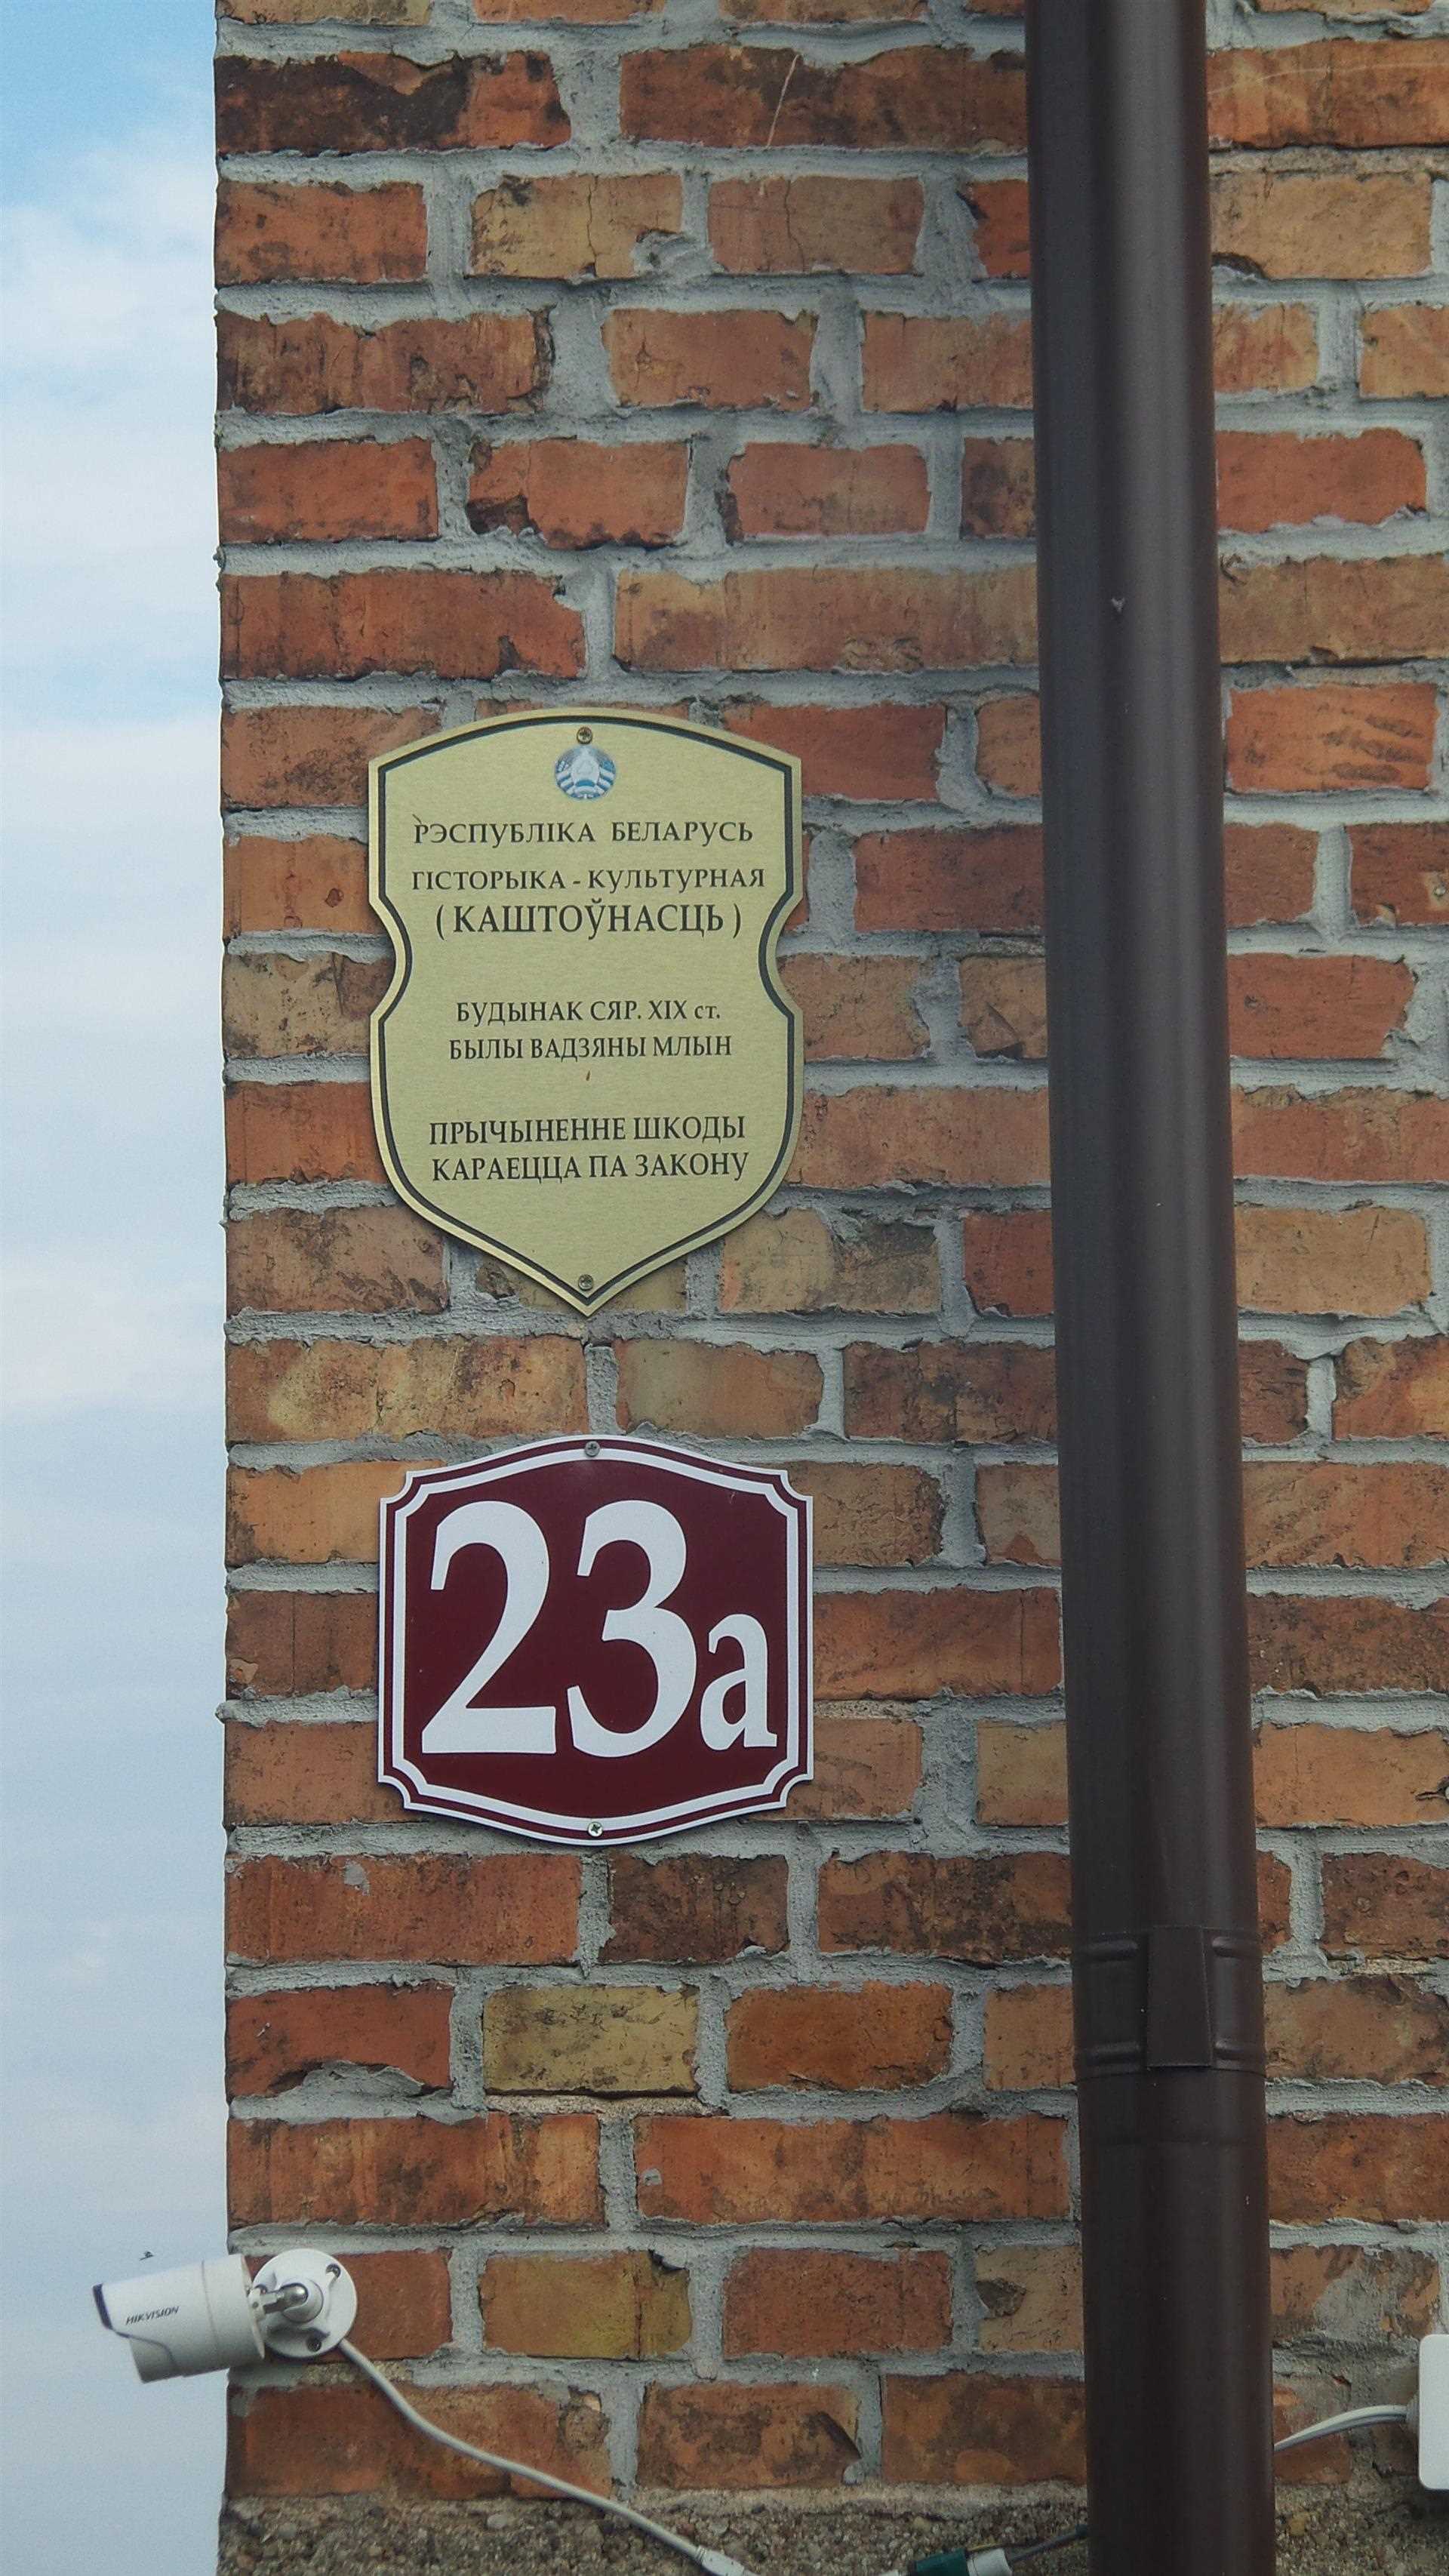 РЭСПУБЛІКА БЕЛАРУСЬ
ГІСТОРЫКА - КУЛЬТУРНАЯ
( КАШТОЎНАСЦЬ )
БУДЫНАК СЯР. XIX ст.
БЫЛЫ ВАДЗЯНЫ МЛЫН
ПРЫЧЫНЕННЕ ШКОДЫ
КАРАЕЦЦА ПА ЗАКОНУ
23а
HIKVISION